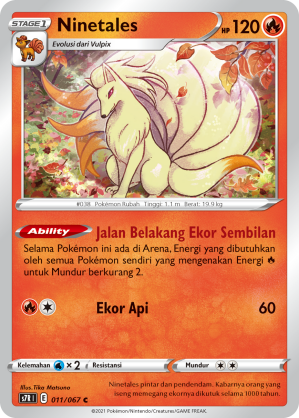 STAGE1
Ninetales
HP 120
Evolusi dari Vulpix
#038 Pokémon Rubah Tinggi: 1.1 m Berat: 19.9 kg
Ability
Jalan Belakang Ekor Sembilan
Selama Pokémon ini ada di Arena, Energi yang dibutuhkan
oleh semua Pokémon sendiri yang mengenakan Energi
untuk Mundur berkurang 2.
Ekor Api
60
Kelemahan ×2 Resistansi Mundur
Illus. Tika Matsuno
s7R I 011/067 C
Ninetales pintar dan pendendam. Kabarnya orang yang
iseng memegang ekornya dikutuk selama 1000 tahun.
©2021 Pokémon/Nintendo/Creatures/GAME FREAK